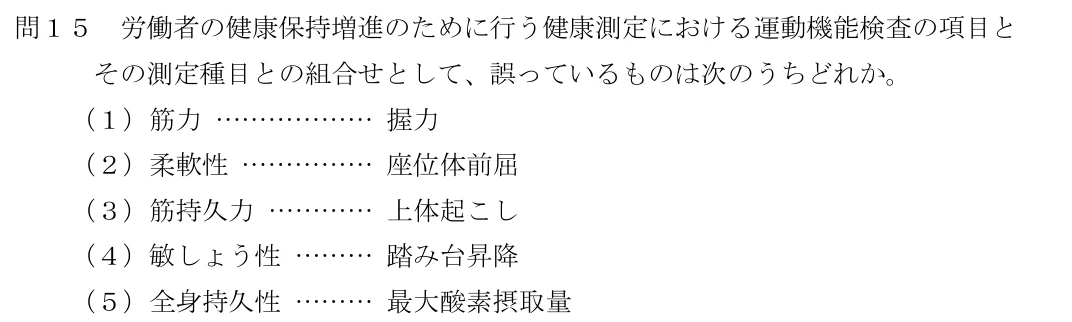 問１５　労働者の健康保持増進のために行う健康測定における運動機能検査の項目と
その測定種目との組合せとして、誤っているものは次のうちどれか。
（１）筋力 ……………… 握力
（２）柔軟性 …………… 座位体前屈
（３）筋持久力 ………… 上体起こし
（４）敏しょう性 ……… 踏み台昇降
（５）全身持久性 ……… 最大酸素摂取量